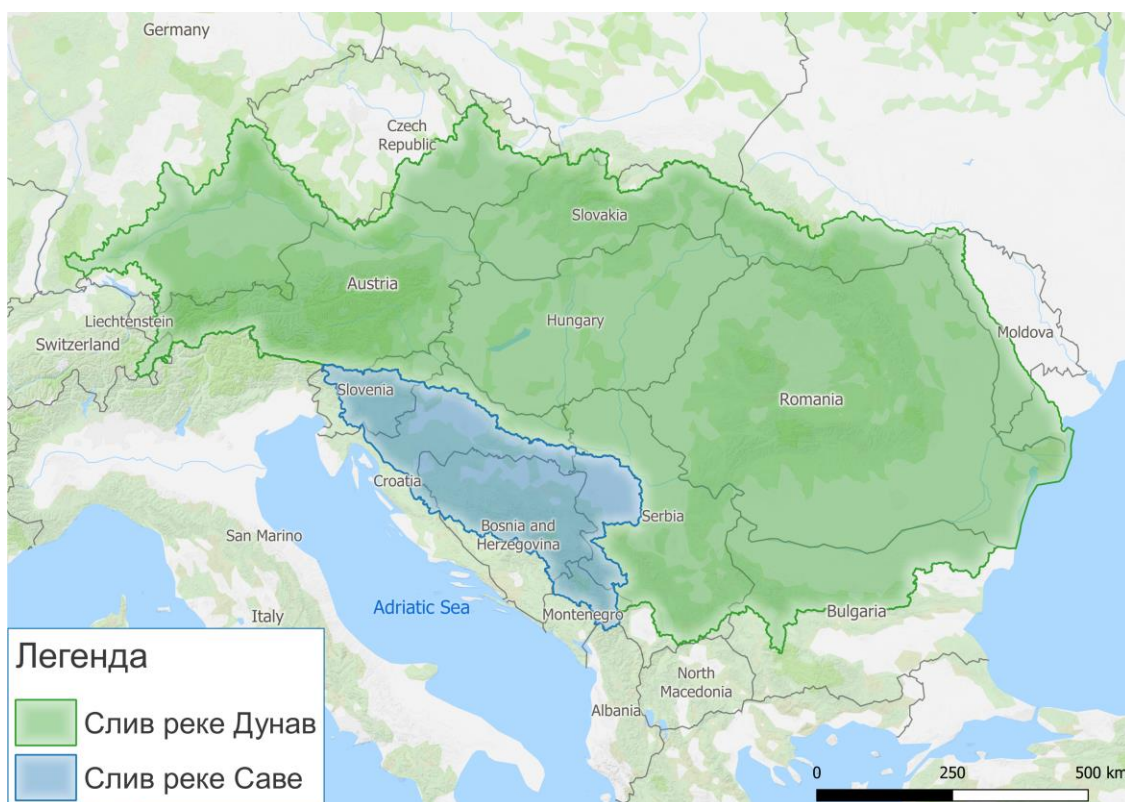 Germany
Czech
Republic
Slovakia
Austria
Liechtenstein
Switzerland
Hungary
Moldova
Slovenia
Romania
Croatia
Bosnia and
Herzegovina
Serbia
San Marino
Adriatic Sea
Italy
Montenegro
Bulgaria
North
Macedonia
Albania
Легенда
Слив реке Дунав
Слив реке Саве
0 250 500 km